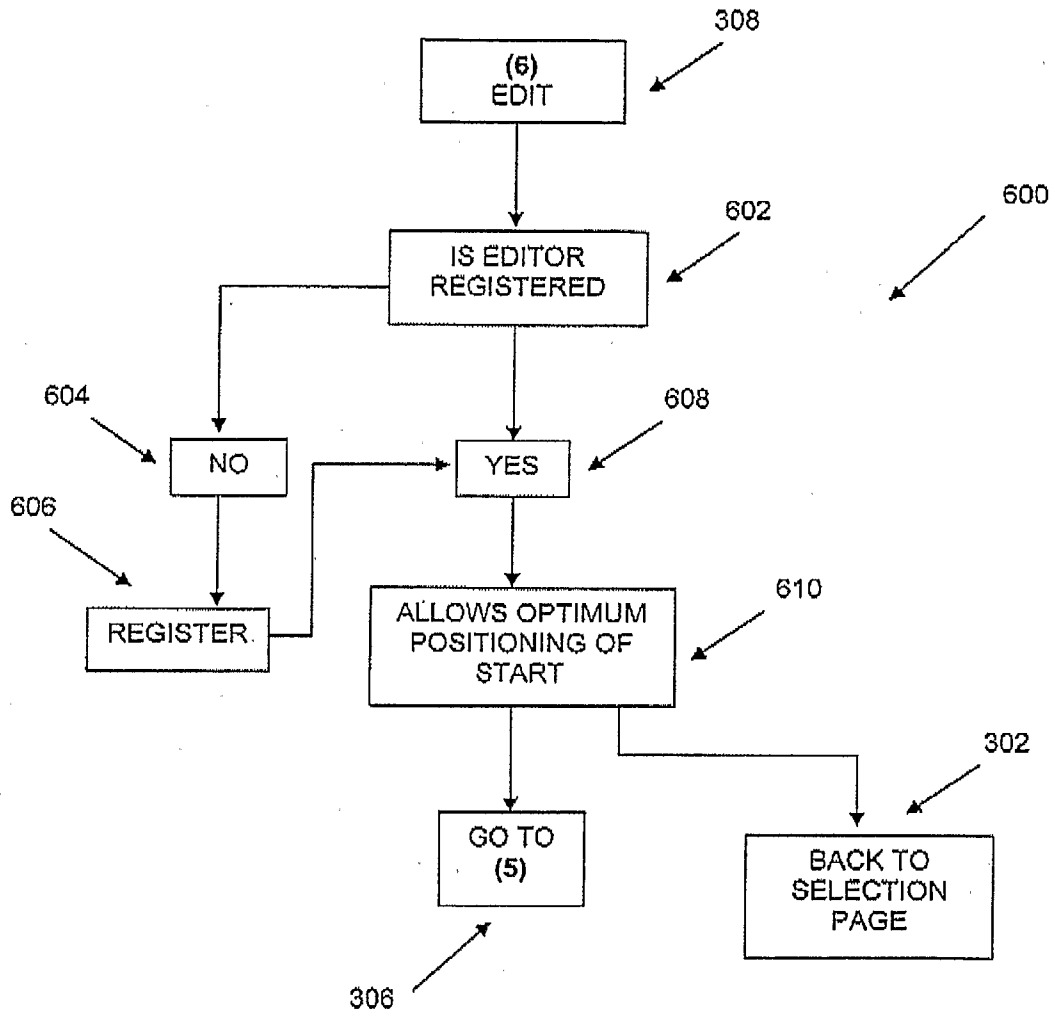 308
(6)
EDIT
600
602
IS EDITOR
REGISTERED
604
608
NO
YES
606
610
REGISTER.
ALLOWS OPTIMUM
POSITIONING OF
START
302
GO TO
(5)
BACK TO
SELECTION
PAGE
306